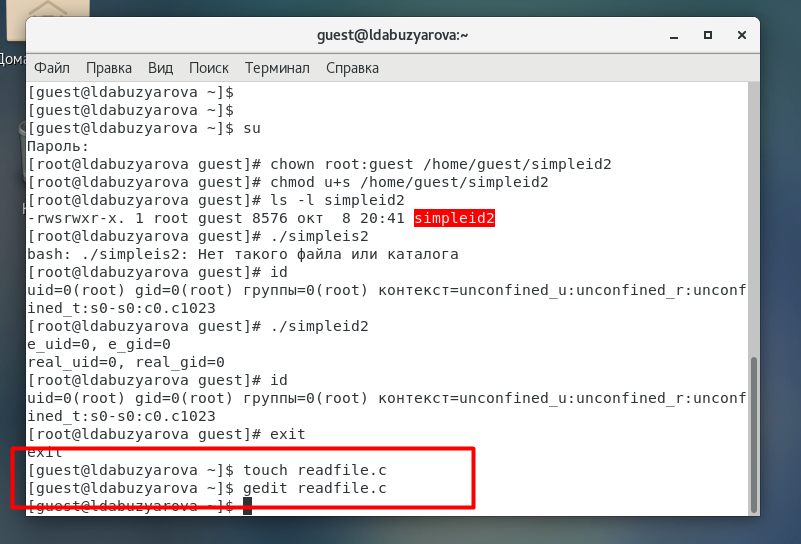 guest@ldabuzyarova:~
Дома
Файл Правка Вид Поиск Терминал Справка
[guest@ldabuzyarova ~]$
[guest@ldabuzyarova ~]$
[guest@ldabuzyarova ~]$ su
Пароль:
[root@ldabuzyarova guest]# chown root:guest /home/guest/simpleid2
[root@ldabuzyarova guest]# chmod u+s /home/guest/simpleid2
[root@ldabuzyarova guest]# ls -l simpleid2
-rwsrwxr-x. 1 root guest 8576 окт  8 20:41 simpleid2
[root@ldabuzyarova guest]# ./simpleis2
bash: ./simpleis2: Нет такого файла или каталога
[root@ldabuzyarova guest]# id
uid=0(root) gid=0(root) группы=0(root) контекст=unconfined_u:unconfined_r:unconf
ined_t:s0-s0:c0.c1023
[root@ldabuzyarova guest]# ./simpleid2
e_uid=0, e_gid=0
real_uid=0, real_gid=0
[root@ldabuzyarova guest]# id
uid=0(root) gid=0(root) группы=0(root) контекст=unconfined_u:unconfined_r:unconf
ined_t:s0-s0:c0.c1023
[root@ldabuzyarova guest]# exit
exit
[guest@ldabuzyarova ~]$ touch readfile.c
[guest@ldabuzyarova ~]$ gedit readfile.c
[guest@ldabuzyarova ~]$